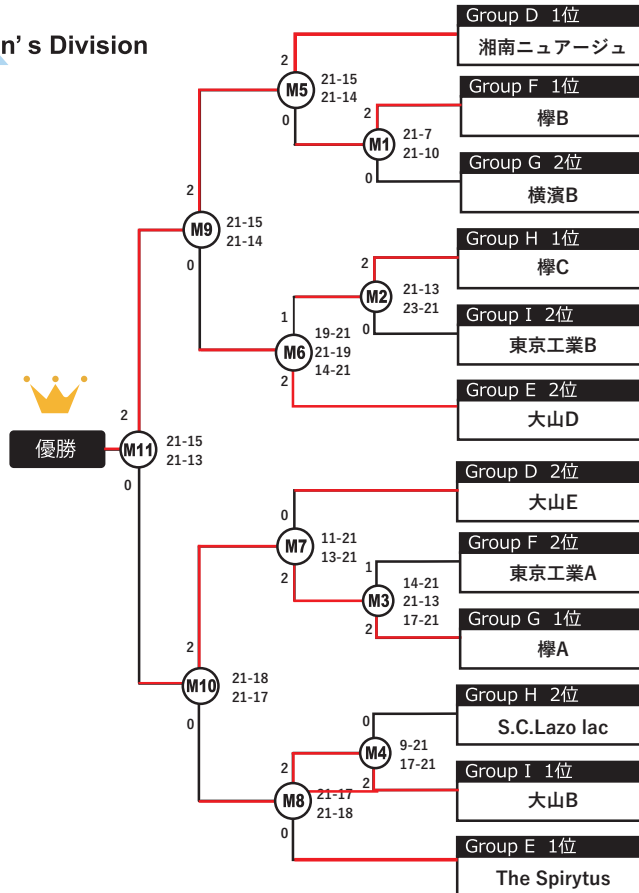 n's Division
Group D 1位
湘南ニュアージュ
2
M5
21-15
21-14
0
Group F 1位
欅B
2
M1
21-7
21-10
0
Group G 2位
横濱B
2
M9
21-15
21-14
0
Group H 1位
欅C
2
M2
21-13
23-21
0
Group I 2位
東京工業B
1
M6
19-21
21-19
14-21
2
Group E 2位
大山D
優勝
2
M11
21-15
21-13
0
Group D 2位
大山E
0
M7
11-21
13-21
2
Group F 2位
東京工業A
1
M3
14-21
21-13
17-21
2
Group G 1位
欅A
2
M10
21-18
21-17
0
Group H 2位
S.C.Lazo lac
0
M4
9-21
17-21
2
Group I 1位
大山B
2
M8
21-17
21-18
0
Group E 1位
The Spirytus